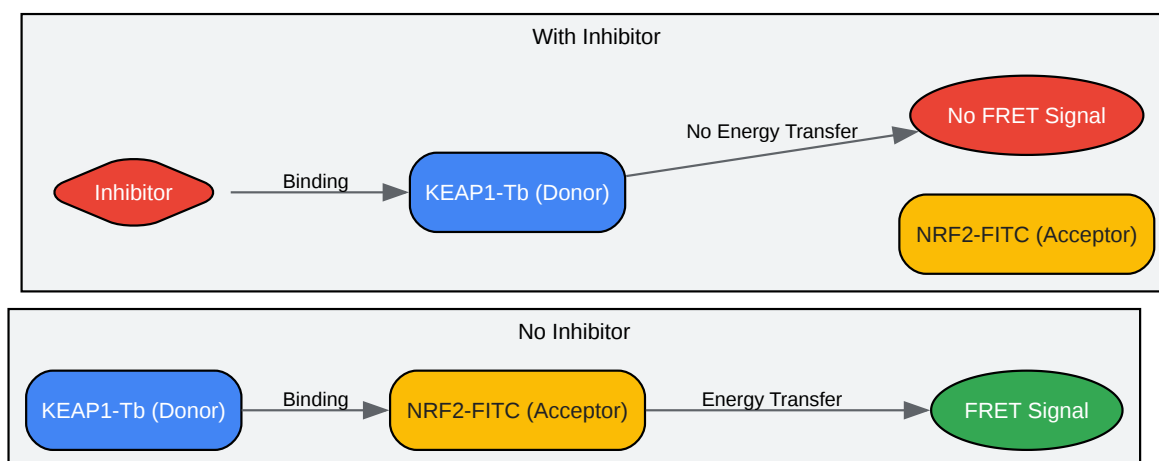 With Inhibitor
Inhibitor
Binding
KEAP1-Tb (Donor)
No Energy Transfer
No FRET Signal
NRF2-FITC (Acceptor)
No Inhibitor
KEAP1-Tb (Donor)
Binding
NRF2-FITC (Acceptor)
Energy Transfer
FRET Signal